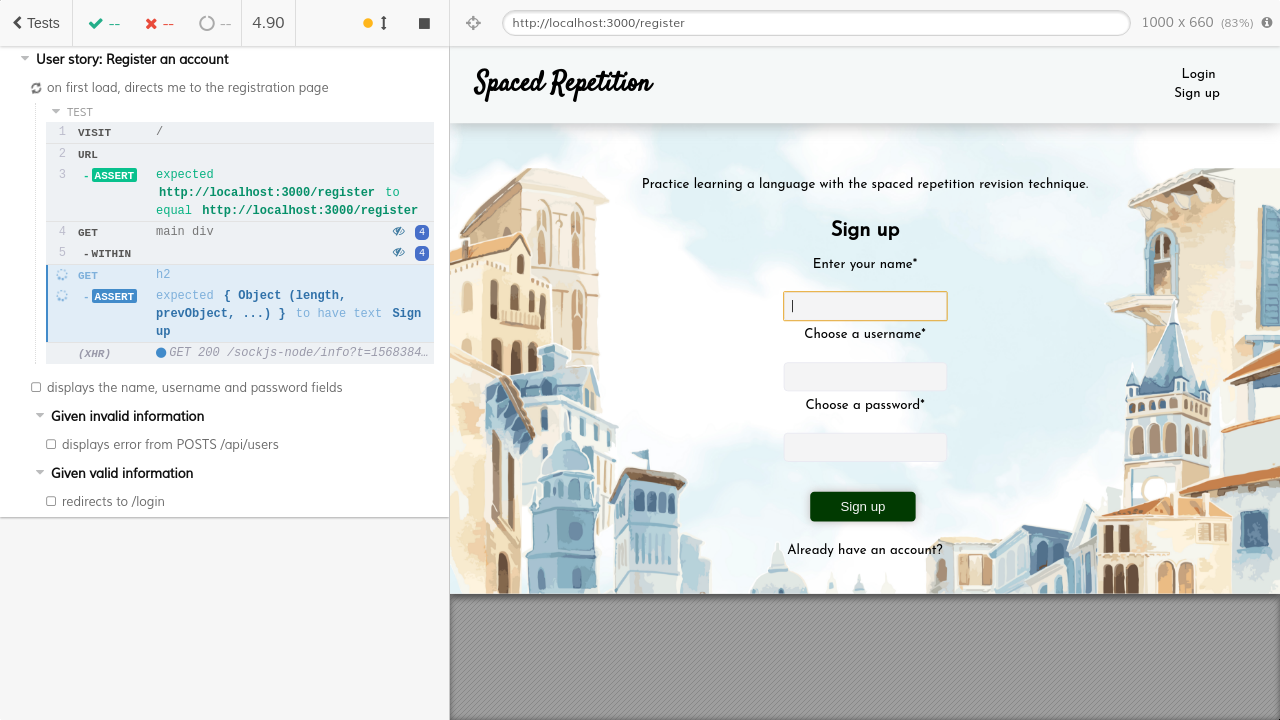 Tests -- -- -- 4.90
http://localhost:3000/register
1000 x 660 (83%)
User story: Register an account
on first load, directs me to the registration page
TEST
1 VISIT /
2 URL
3 - ASSERT expected
http://localhost:3000/register to
equal http://localhost:3000/register
4 GET main div 4
5 - WITHIN 4
GET h2
- ASSERT expected { Object (length,
prevObject, ...) } to have text Sign
up
(XHR) GET 200 /sockjs-node/info?t=1568384…
displays the name, username and password fields
Given invalid information
displays error from POSTS /api/users
Given valid information
redirects to /login
Spaced Repetition
Login
Sign up
Practice learning a language with the spaced repetition revision technique.
Sign up
Enter your name*
Choose a username*
Choose a password*
Sign up
Already have an account?